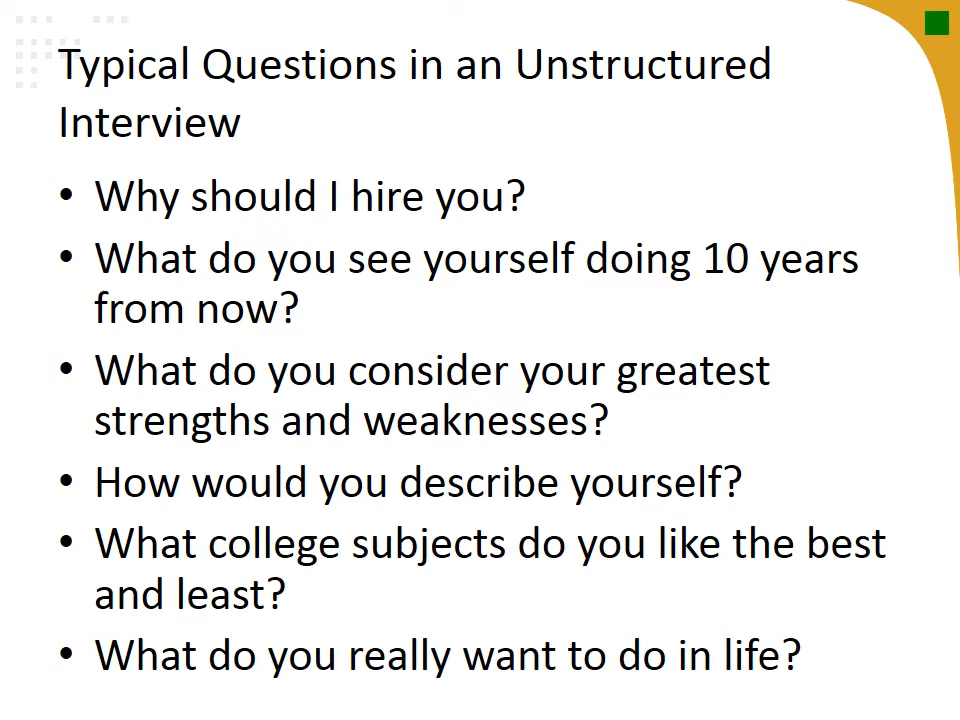 Typical Questions in an Unstructured
Interview
• Why should I hire you?
• What do you see yourself doing 10 years
from now?
• What do you consider your greatest
strengths and weaknesses?
• How would you describe yourself?
• What college subjects do you like the best
and least?
• What do you really want to do in life?